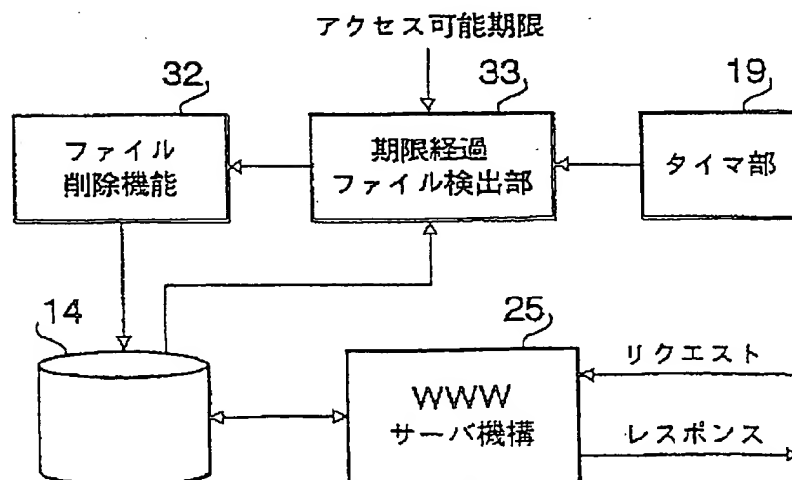 アクセス可能期限
32
33
19
ファイル
削除機能
期限経過
ファイル検出部
タイマ部
14
25
WWW
サーバ機構
リクエスト
レスポンス